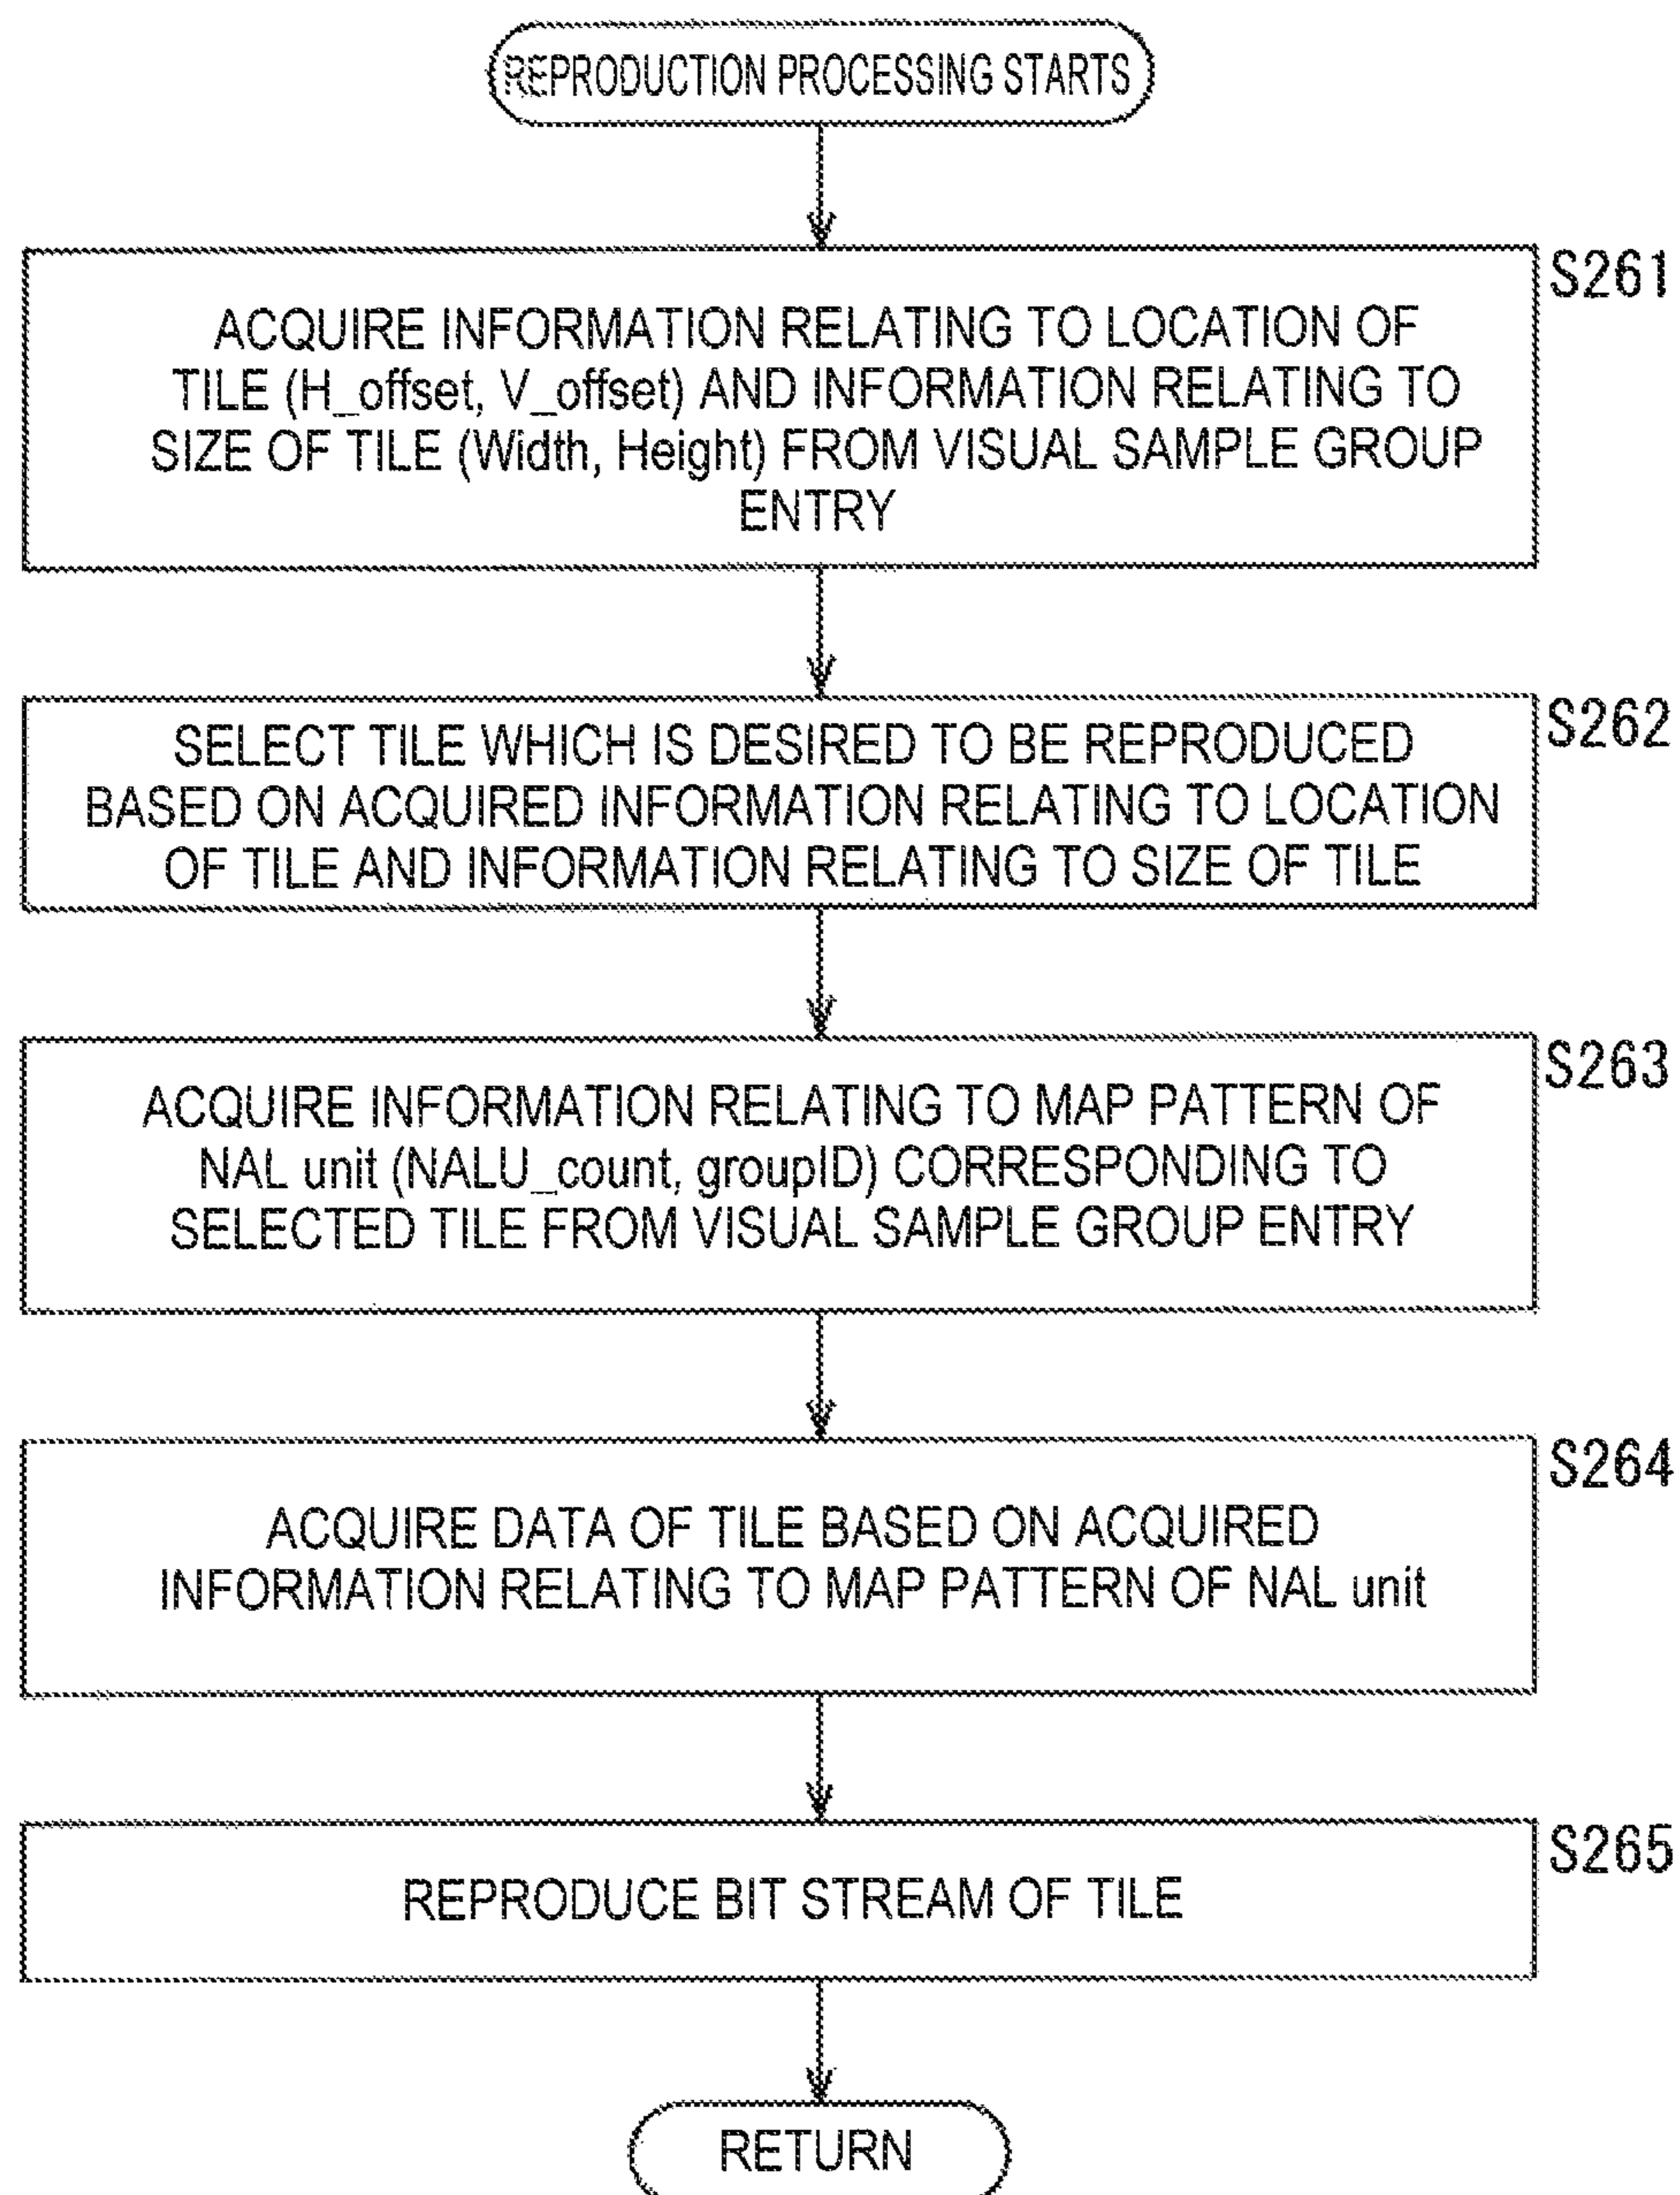 REPRODUCTION PROCESSING STARTS
S261
ACQUIRE INFORMATION RELATING TO LOCATION OF
TILE (H_offset, V_offset) AND INFORMATION RELATING TO
SIZE OF TILE (Width, Height) FROM VISUAL SAMPLE GROUP
ENTRY
S262
SELECT TILE WHICH IS DESIRED TO BE REPRODUCED
BASED ON ACQUIRED INFORMATION RELATING TO LOCATION
OF TILE AND INFORMATION RELATING TO SIZE OF TILE
S263
ACQUIRE INFORMATION RELATING TO MAP PATTERN OF
NAL unit (NALU_count, groupID) CORRESPONDING TO
SELECTED TILE FROM VISUAL SAMPLE GROUP ENTRY
S264
ACQUIRE DATA OF TILE BASED ON ACQUIRED
INFORMATION RELATING TO MAP PATTERN OF NAL unit
S265
REPRODUCE BIT STREAM OF TILE
RETURN